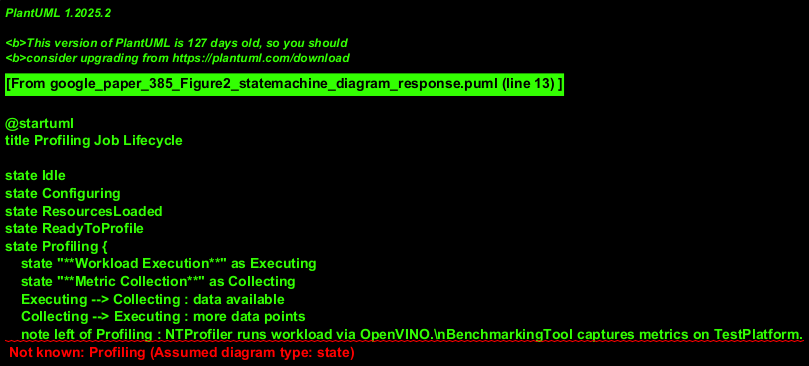 PlantUML 1.2025.2
<b>This version of PlantUML is 127 days old, so you should
<b>consider upgrading from https://plantuml.com/download
[From google_paper_385_Figure2_statemachine_diagram_response.puml (line 13) ]
@startuml
title Profiling Job Lifecycle
state Idle
state Configuring
state ResourcesLoaded
state ReadyToProfile
state Profiling {
state "**Workload Execution**" as Executing
state "**Metric Collection**" as Collecting
Executing --> Collecting : data available
Collecting --> Executing : more data points
note left of Profiling : NTProfiler runs workload via OpenVINO.\nBenchmarkingTool captures metrics on TestPlatform.
Not known: Profiling (Assumed diagram type: state)